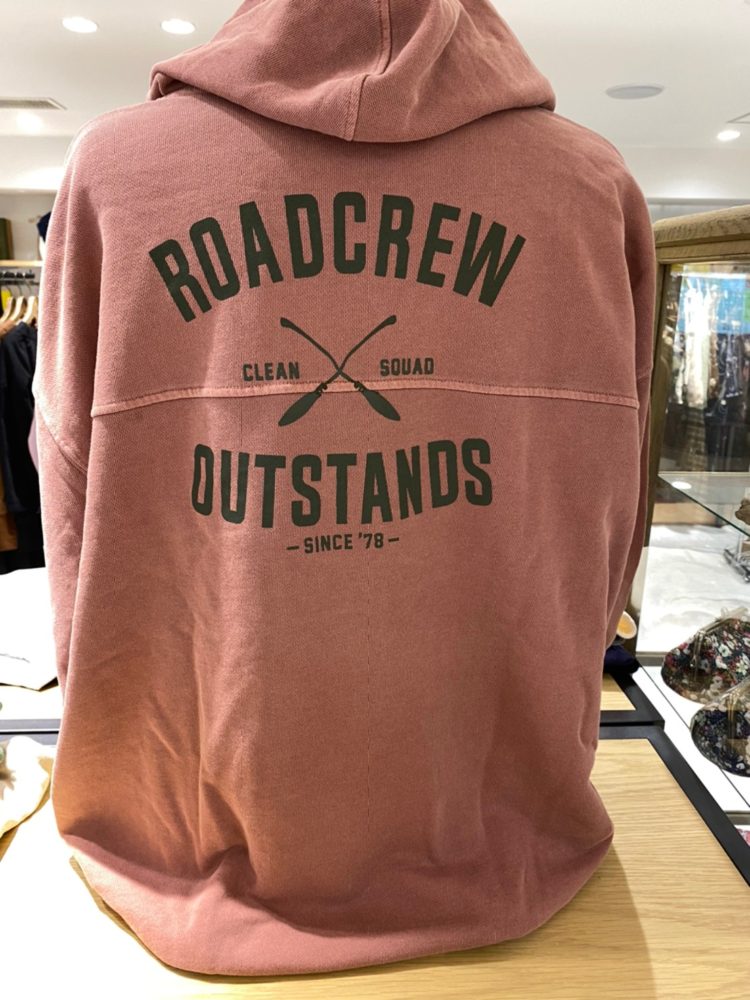 ROADCREW
CLEAN SQUAD
OUTSTANDS
– SINCE '78 –